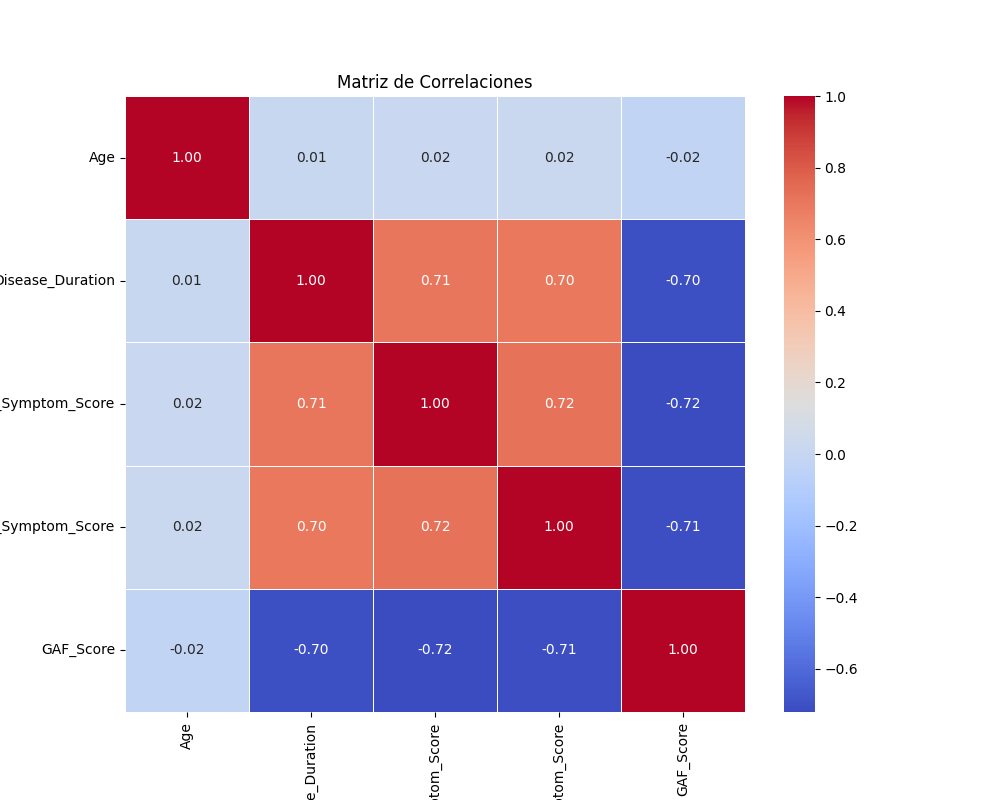 Matriz de Correlaciones
1.0
Age 1.00 0.01 0.02 0.02 -0.02
0.8
0.6
Disease_Duration 0.01 1.00 0.71 0.70 -0.70
0.4
0.2
_Symptom_Score 0.02 0.71 1.00 0.72 -0.72
0.0
−0.2
_Symptom_Score 0.02 0.70 0.72 1.00 -0.71
−0.4
GAF_Score -0.02 -0.70 -0.72 -0.71 1.00
−0.6
Age
e_Duration
tom_Score
tom_Score
GAF_Score